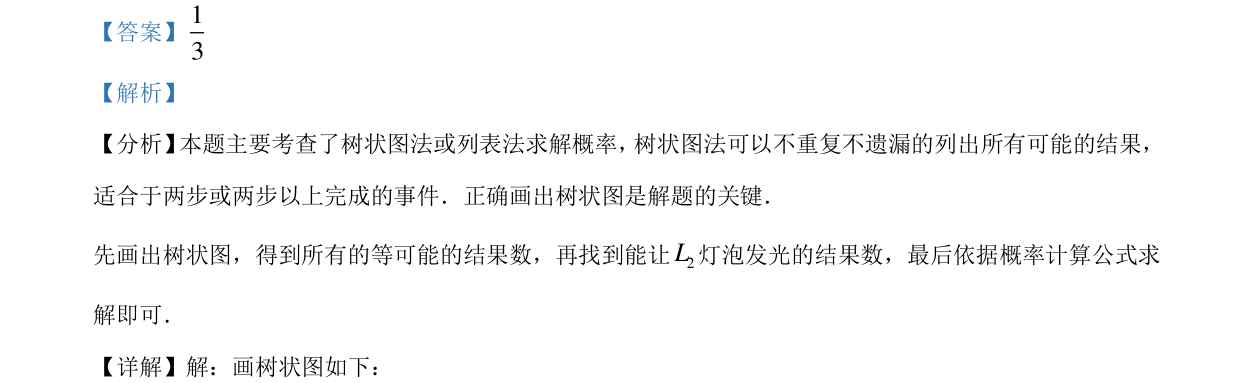 【答案】1/3
【解析】
【分析】本题主要考查了树状图法或列表法求解概率，树状图法可以不重复不遗漏的列出所有可能的结果，
适合于两步或两步以上完成的事件．正确画出树状图是解题的关键．
先画出树状图，得到所有的等可能的结果数，再找到能让L₂灯泡发光的结果数，最后依据概率计算公式求
解即可．
【详解】解：画树状图如下：